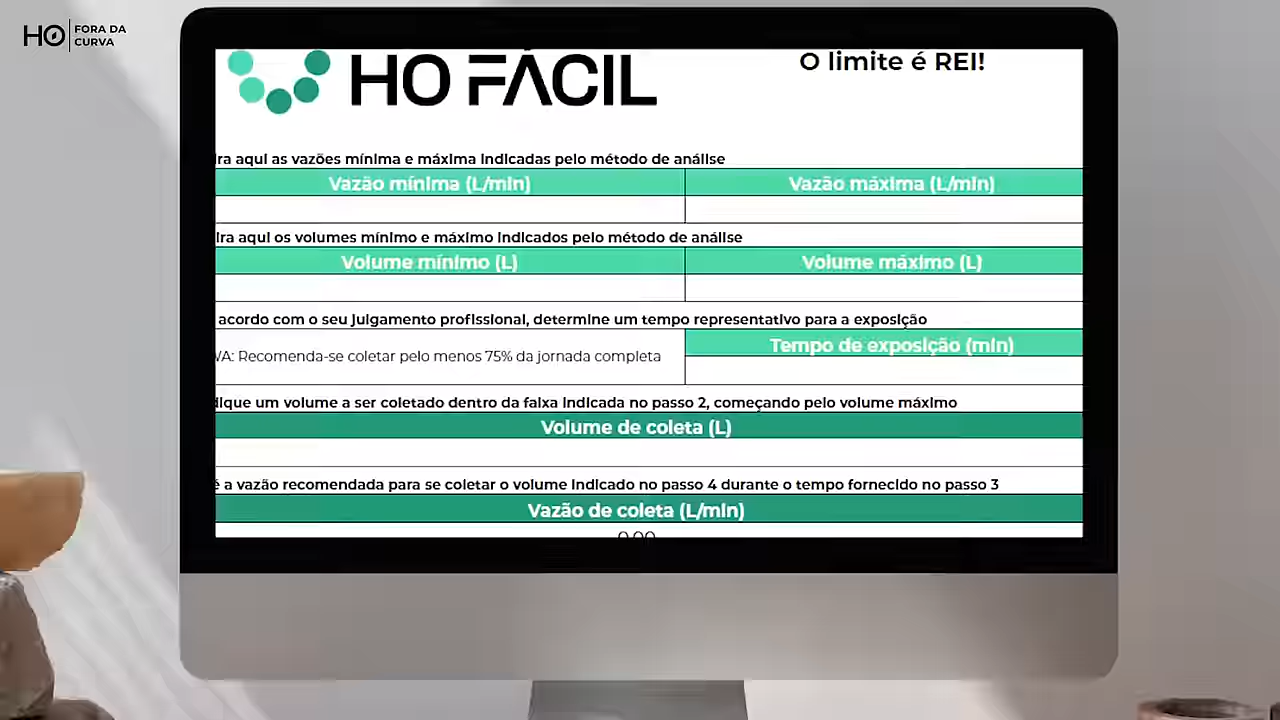 HO FORA DA
CURVA
HO FÁCIL
O limite é REI!
aqui as vazões mínima e máxima indicadas pelo método de análise
Vazão mínima (L/min)
Vazão máxima (L/min)
aqui os volumes mínimo e máximo indicados pelo método de análise
Volume mínimo (L)
Volume máximo (L)
acordo com o seu julgamento profissional, determine um tempo representativo para a exposição
Recomenda-se coletar pelo menos 75% da jornada completa
Tempo de exposição (min)
um volume a ser coletado dentro da faixa indicada no passo 2, começando pelo volume máximo
Volume de coleta (L)
é a vazão recomendada para se coletar o volume indicado no passo 4 durante o tempo fornecido no passo 3
Vazão de coleta (L/min)
0,00